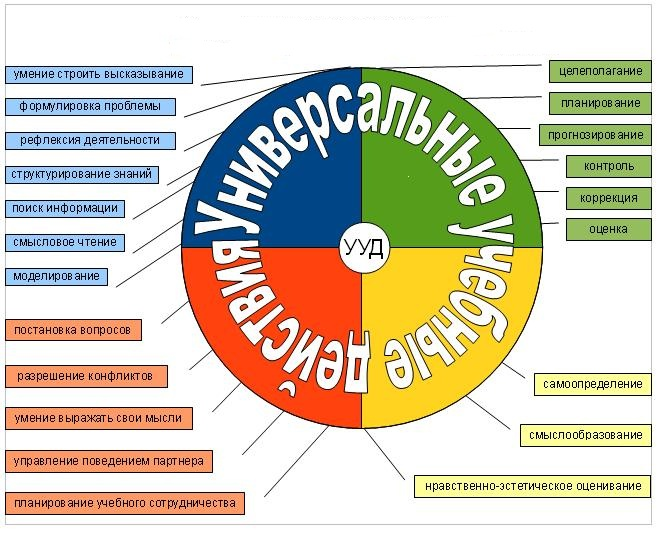 умение строить высказывание
формулировка проблемы
рефлексия деятельности
структурирование знаний
поиск информации
смысловое чтение
моделирование
постановка вопросов
разрешение конфликтов
умение выражать свои мысли
управление поведением партнера
планирование учебного сотрудничества
Универсальные учебные действия
УУД
целеполагание
планирование
прогнозирование
контроль
коррекция
оценка
самоопределение
смыслообразование
нравственно-эстетическое оценивание